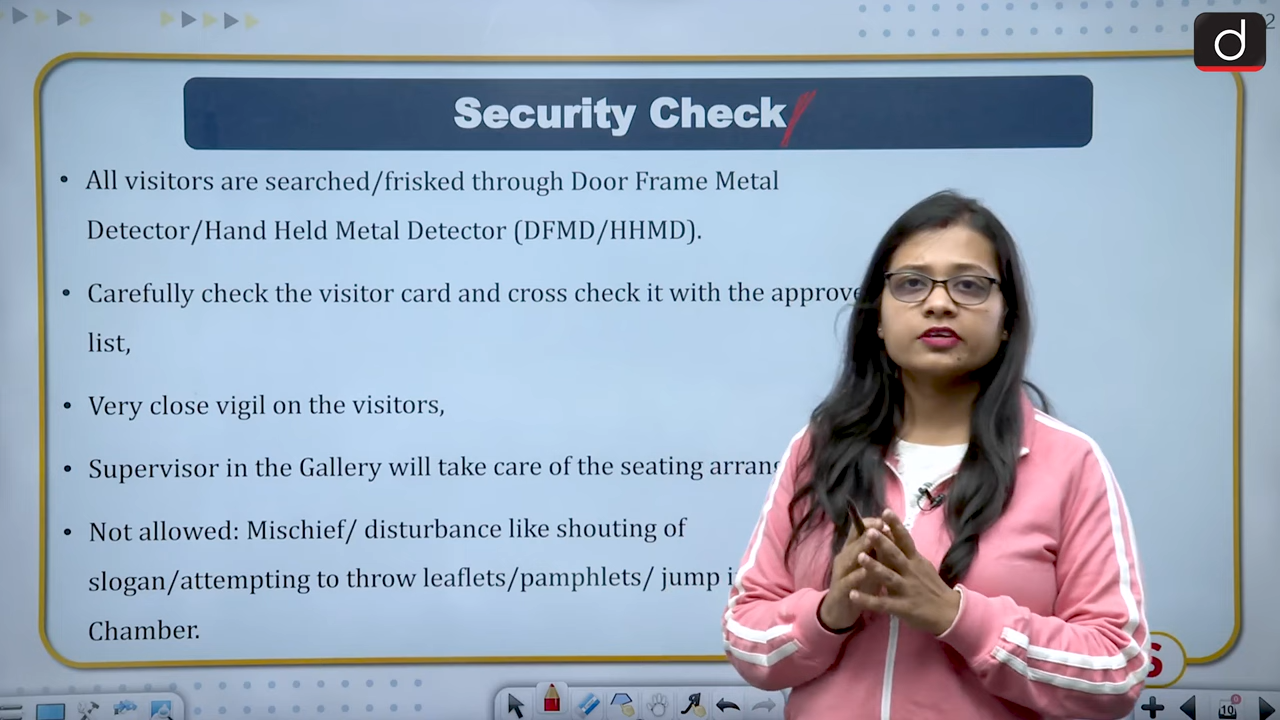 d
2
Security Check
• All visitors are searched/frisked through Door Frame Metal
Detector/Hand Held Metal Detector (DFMD/HHMD).
• Carefully check the visitor card and cross check it with the approve
list,
• Very close vigil on the visitors,
• Supervisor in the Gallery will take care of the seating
• Not allowed: Mischief/ disturbance like shouting of
slogan/attempting to throw leaflets/pamphlets/ jump
Chamber.
S
19